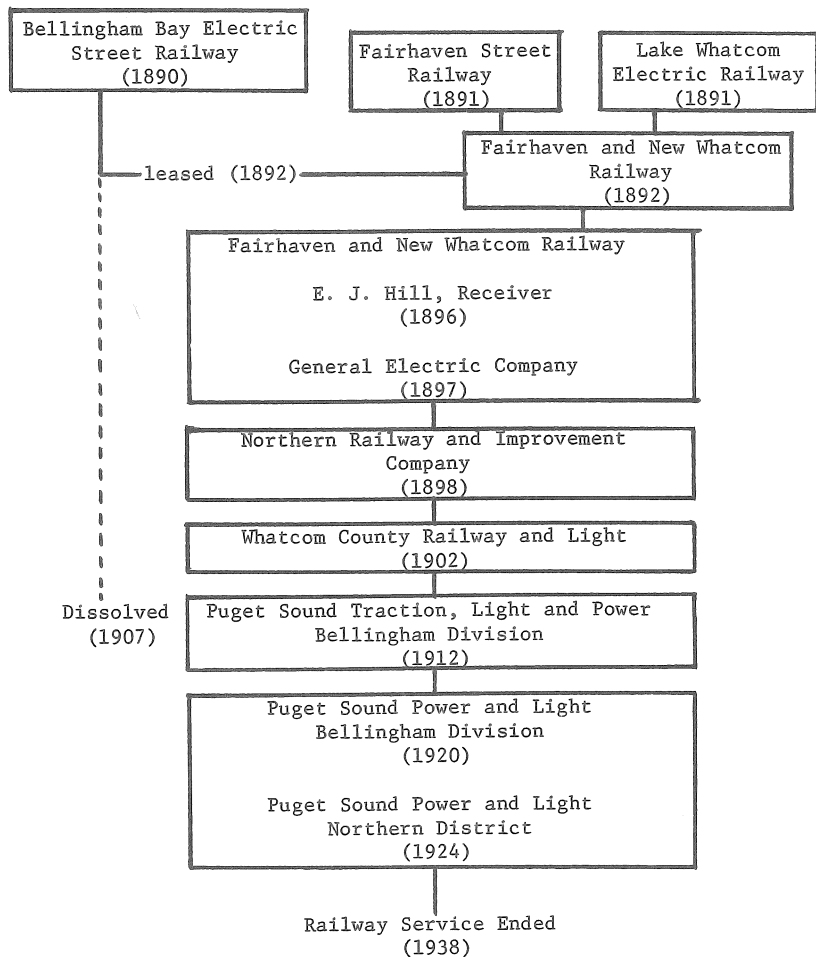 Bellingham Bay Electric
Street Railway
(1890)
Fairhaven Street
Railway
(1891)
Lake Whatcom
Electric Railway
(1891)
Fairhaven and New Whatcom
Railway
(1892)
leased (1892)
Fairhaven and New Whatcom Railway
E. J. Hill, Receiver
(1896)
General Electric Company
(1897)
Northern Railway and Improvement
Company
(1898)
Whatcom County Railway and Light
(1902)
Dissolved
(1907)
Puget Sound Traction, Light and Power
Bellingham Division
(1912)
Puget Sound Power and Light
Bellingham Division
(1920)
Puget Sound Power and Light
Northern District
(1924)
Railway Service Ended
(1938)